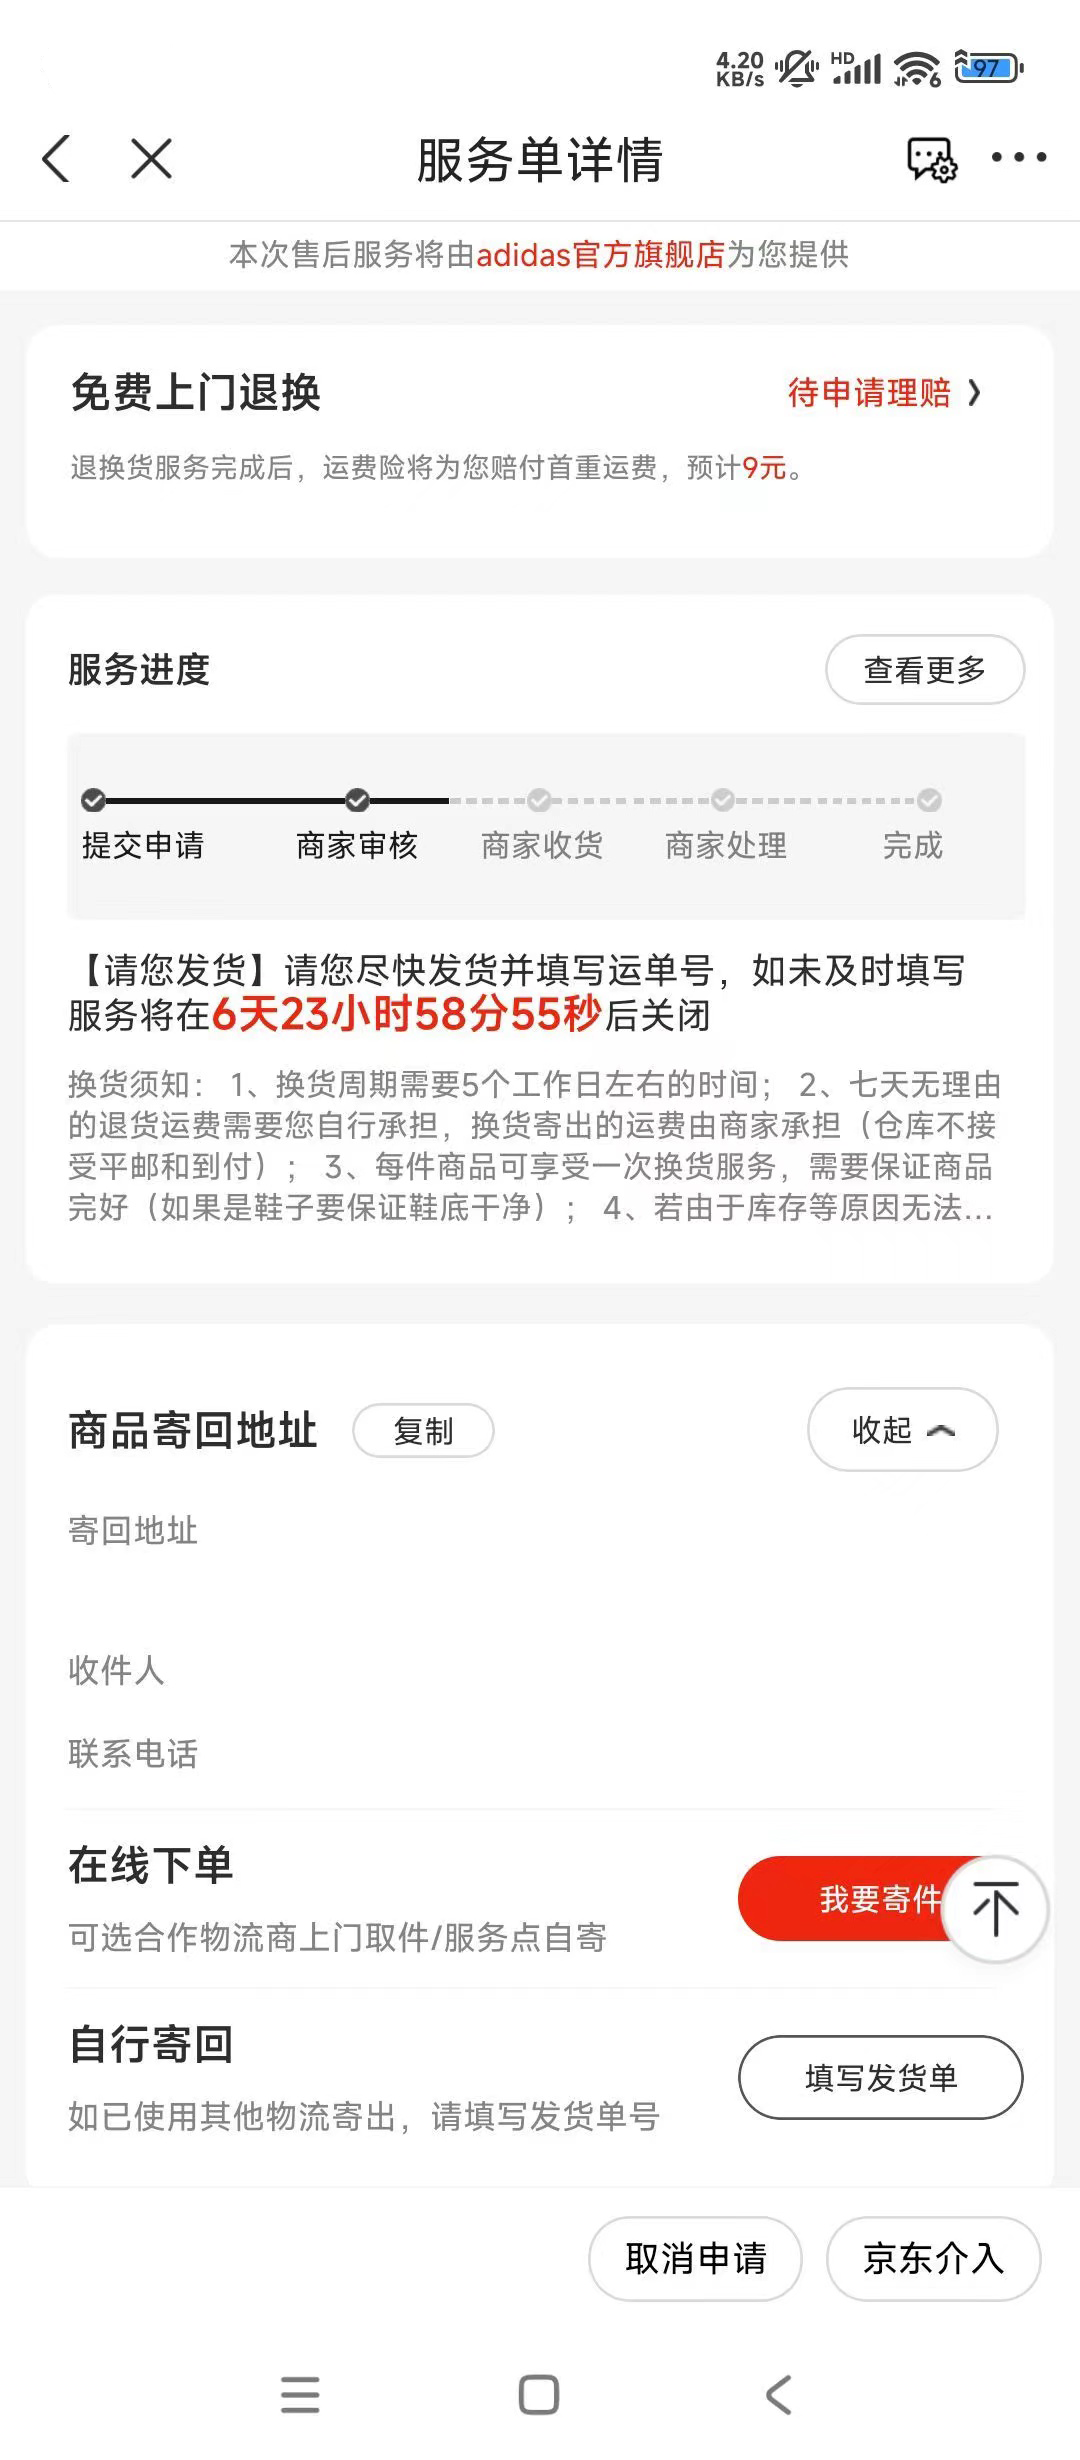 4.20
KB/s
HD
6
97
服务单详情
本次售后服务将由adidas官方旗舰店为您提供
免费上门退换
待申请理赔
退换货服务完成后，运费险将为您赔付首重运费，预计9元。
服务进度
查看更多
提交申请
商家审核
商家收货
商家处理
完成
【请您发货】请您尽快发货并填写运单号，如未及时填写
服务将在6天23小时58分55秒后关闭
换货须知： 1、换货周期需要5个工作日左右的时间； 2、七天无理由
的退货运费需要您自行承担，换货寄出的运费由商家承担（仓库不接
受平邮和到付）； 3、每件商品可享受一次换货服务，需要保证商品
完好（如果是鞋子要保证鞋底干净）； 4、若由于库存等原因无法...
商品寄回地址
复制
收起
寄回地址
收件人
联系电话
在线下单
我要寄件
可选合作物流商上门取件/服务点自寄
自行寄回
填写发货单
如已使用其他物流寄出，请填写发货单号
取消申请
京东介入